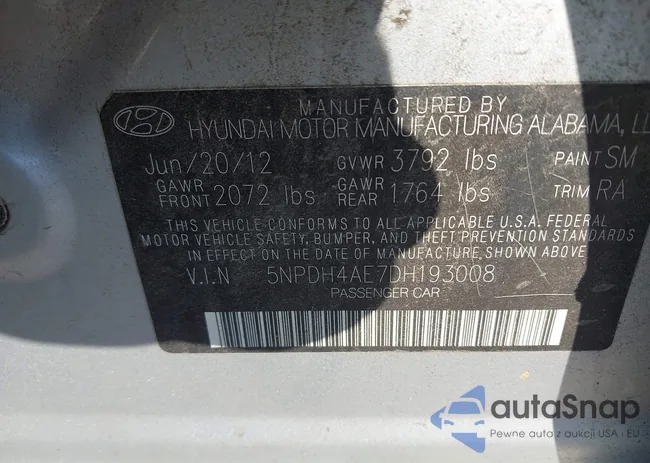 MANUFACTURED BY
HYUNDAI MOTOR MANUFACTURING ALABAMA, LL
Jun/20/12 GVWR 3792 lbs PAINT SM
GAWR FRONT 2072 lbs GAWR REAR 1764 lbs TRIM RA
THIS VEHICLE CONFORMS TO ALL APPLICABLE U.S.A. FEDERAL
MOTOR VEHICLE SAFETY, BUMPER, AND THEFT PREVENTION STANDARDS
IN EFFECT ON THE DATE OF MANUFACTURE, SHOWN ABOVE
V.I.N 5NPDH4AE7DH193008
PASSENGER CAR
autoSnap
Pewne auta z aukcji USA i EU